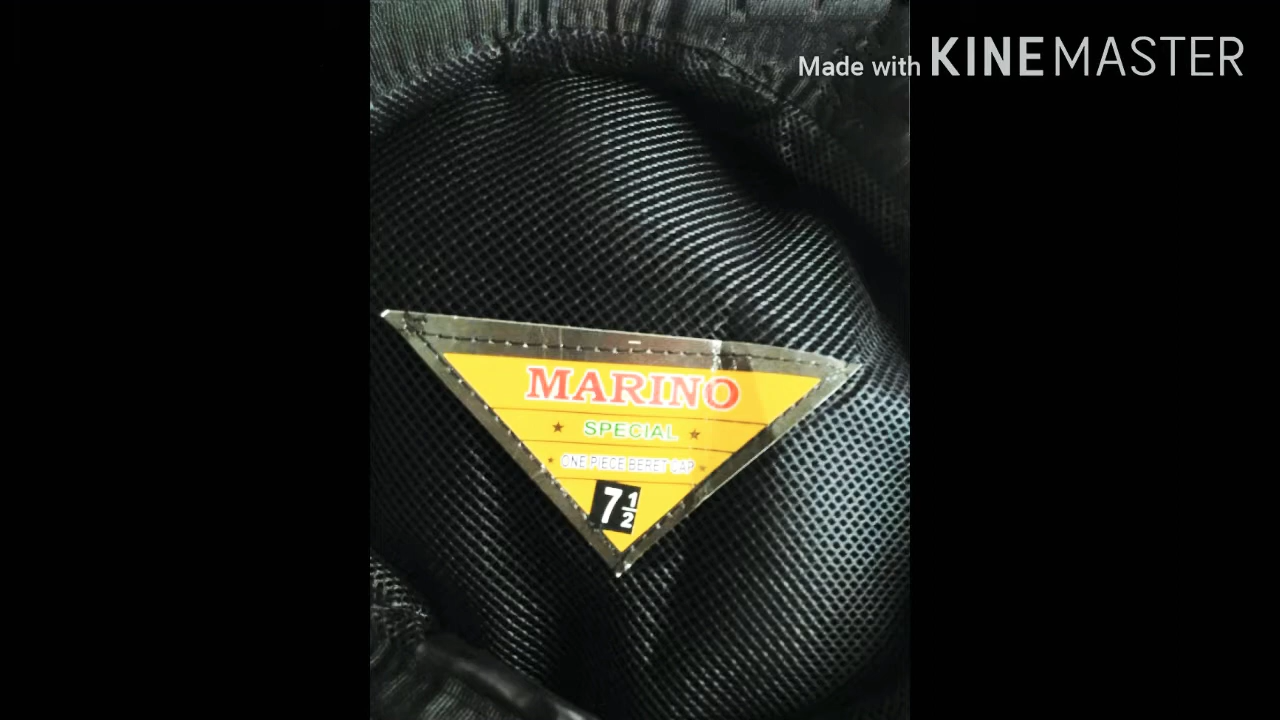 Made with KINEMASTER
MARINO
SPECIAL
ONE PIECE BERET CAP
7 1/2